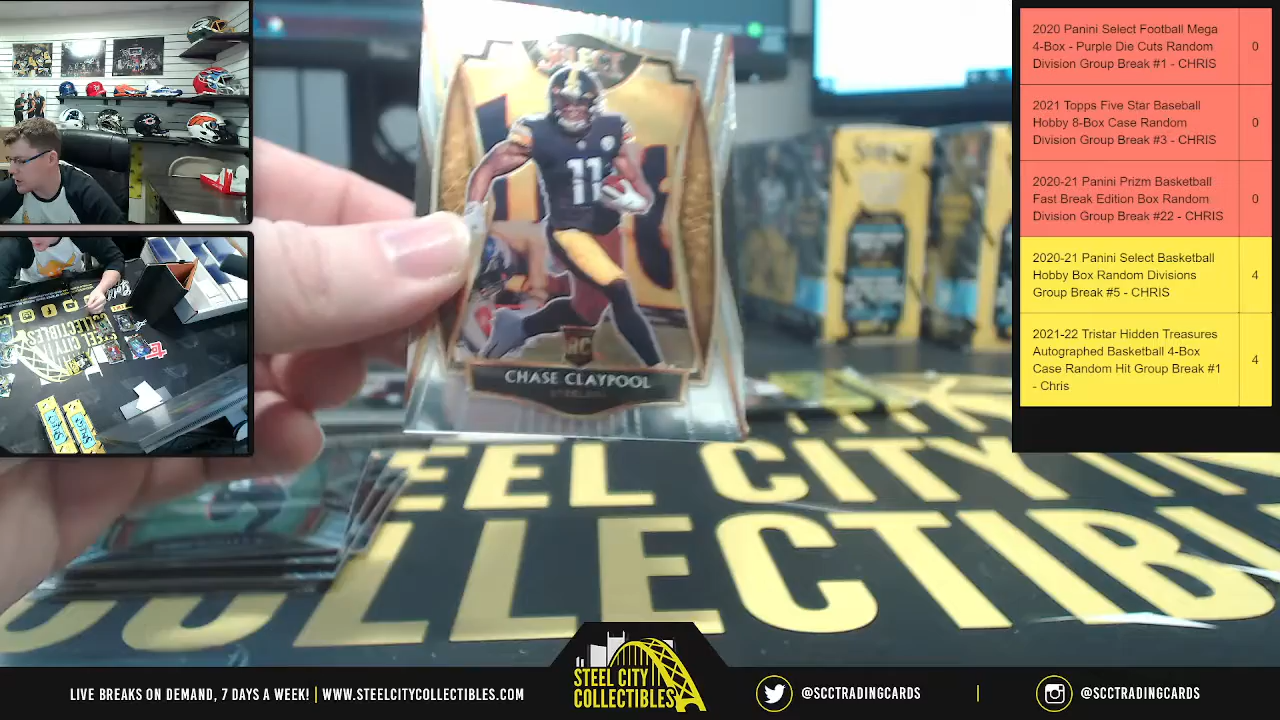 11
RC
CHASE CLAYPOOL
STEEL CITY
COLLECTIB
SELECT
2020 Panini Select Football Mega
4-Box - Purple Die Cuts Random
Division Group Break #1 - CHRIS
0
2021 Topps Five Star Baseball
Hobby 8-Box Case Random
Division Group Break #3 - CHRIS
0
2020-21 Panini Prizm Basketball
Fast Break Edition Box Random
Division Group Break #22 - CHRIS
0
2020-21 Panini Select Basketball
Hobby Box Random Divisions
Group Break #5 - CHRIS
4
2021-22 Tristar Hidden Treasures
Autographed Basketball 4-Box
Case Random Hit Group Break #1
- Chris
4
LIVE BREAKS ON DEMAND, 7 DAYS A WEEK! | WWW.STEELCITYCOLLECTIBLES.COM
STEEL CITY
COLLECTIBLES
@SCCTRADINGCARDS
|
@SCCTRADINGCARDS